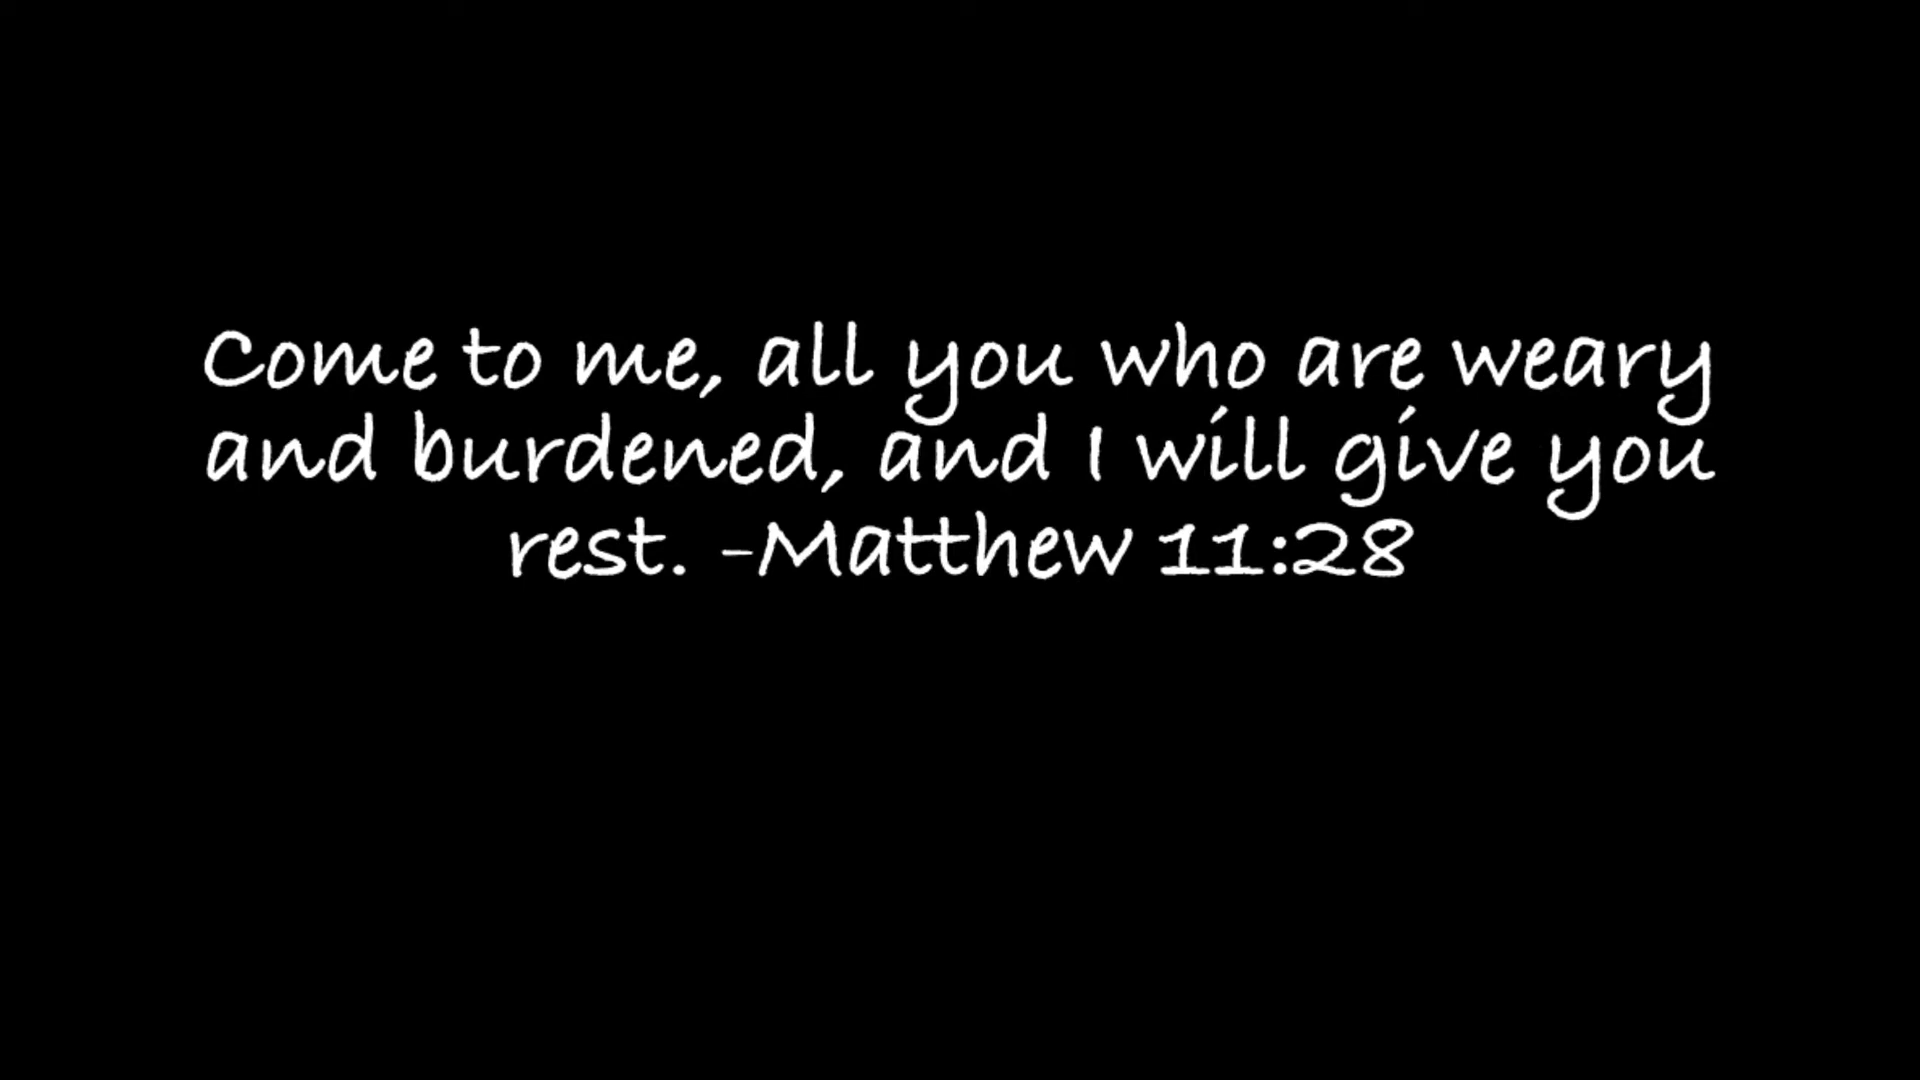 Come to me, all you who are weary
and burdened, and I will give you
rest. -Matthew 11:28